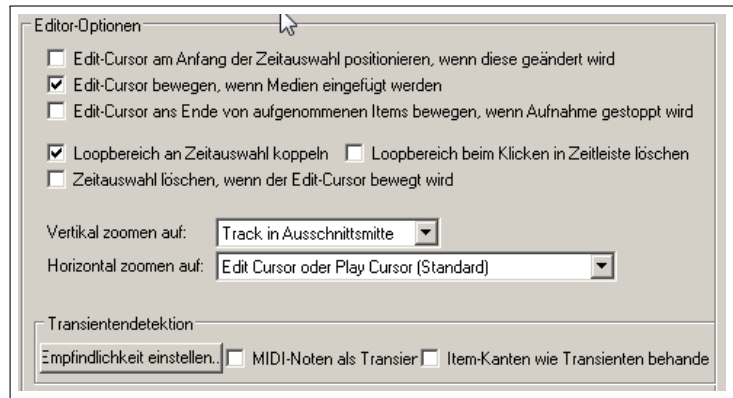 Editor-Optionen
Edit-Cursor am Anfang der Zeitauswahl positionieren, wenn diese geändert wird
Edit-Cursor bewegen, wenn Medien eingefügt werden
Edit-Cursor ans Ende von aufgenommenen Items bewegen, wenn Aufnahme gestoppt wird
Loopbereich an Zeitauswahl koppeln Loopbereich beim Klicken in Zeitleiste löschen
Zeitauswahl löschen, wenn der Edit-Cursor bewegt wird
Vertikal zoomen auf: Track in Ausschnittsmitte
Horizontal zoomen auf: Edit Cursor oder Play Cursor (Standard)
Transientendetektion
Empfindlichkeit einstellen.. MIDI-Noten als Transier Item-Kanten wie Transienten behande